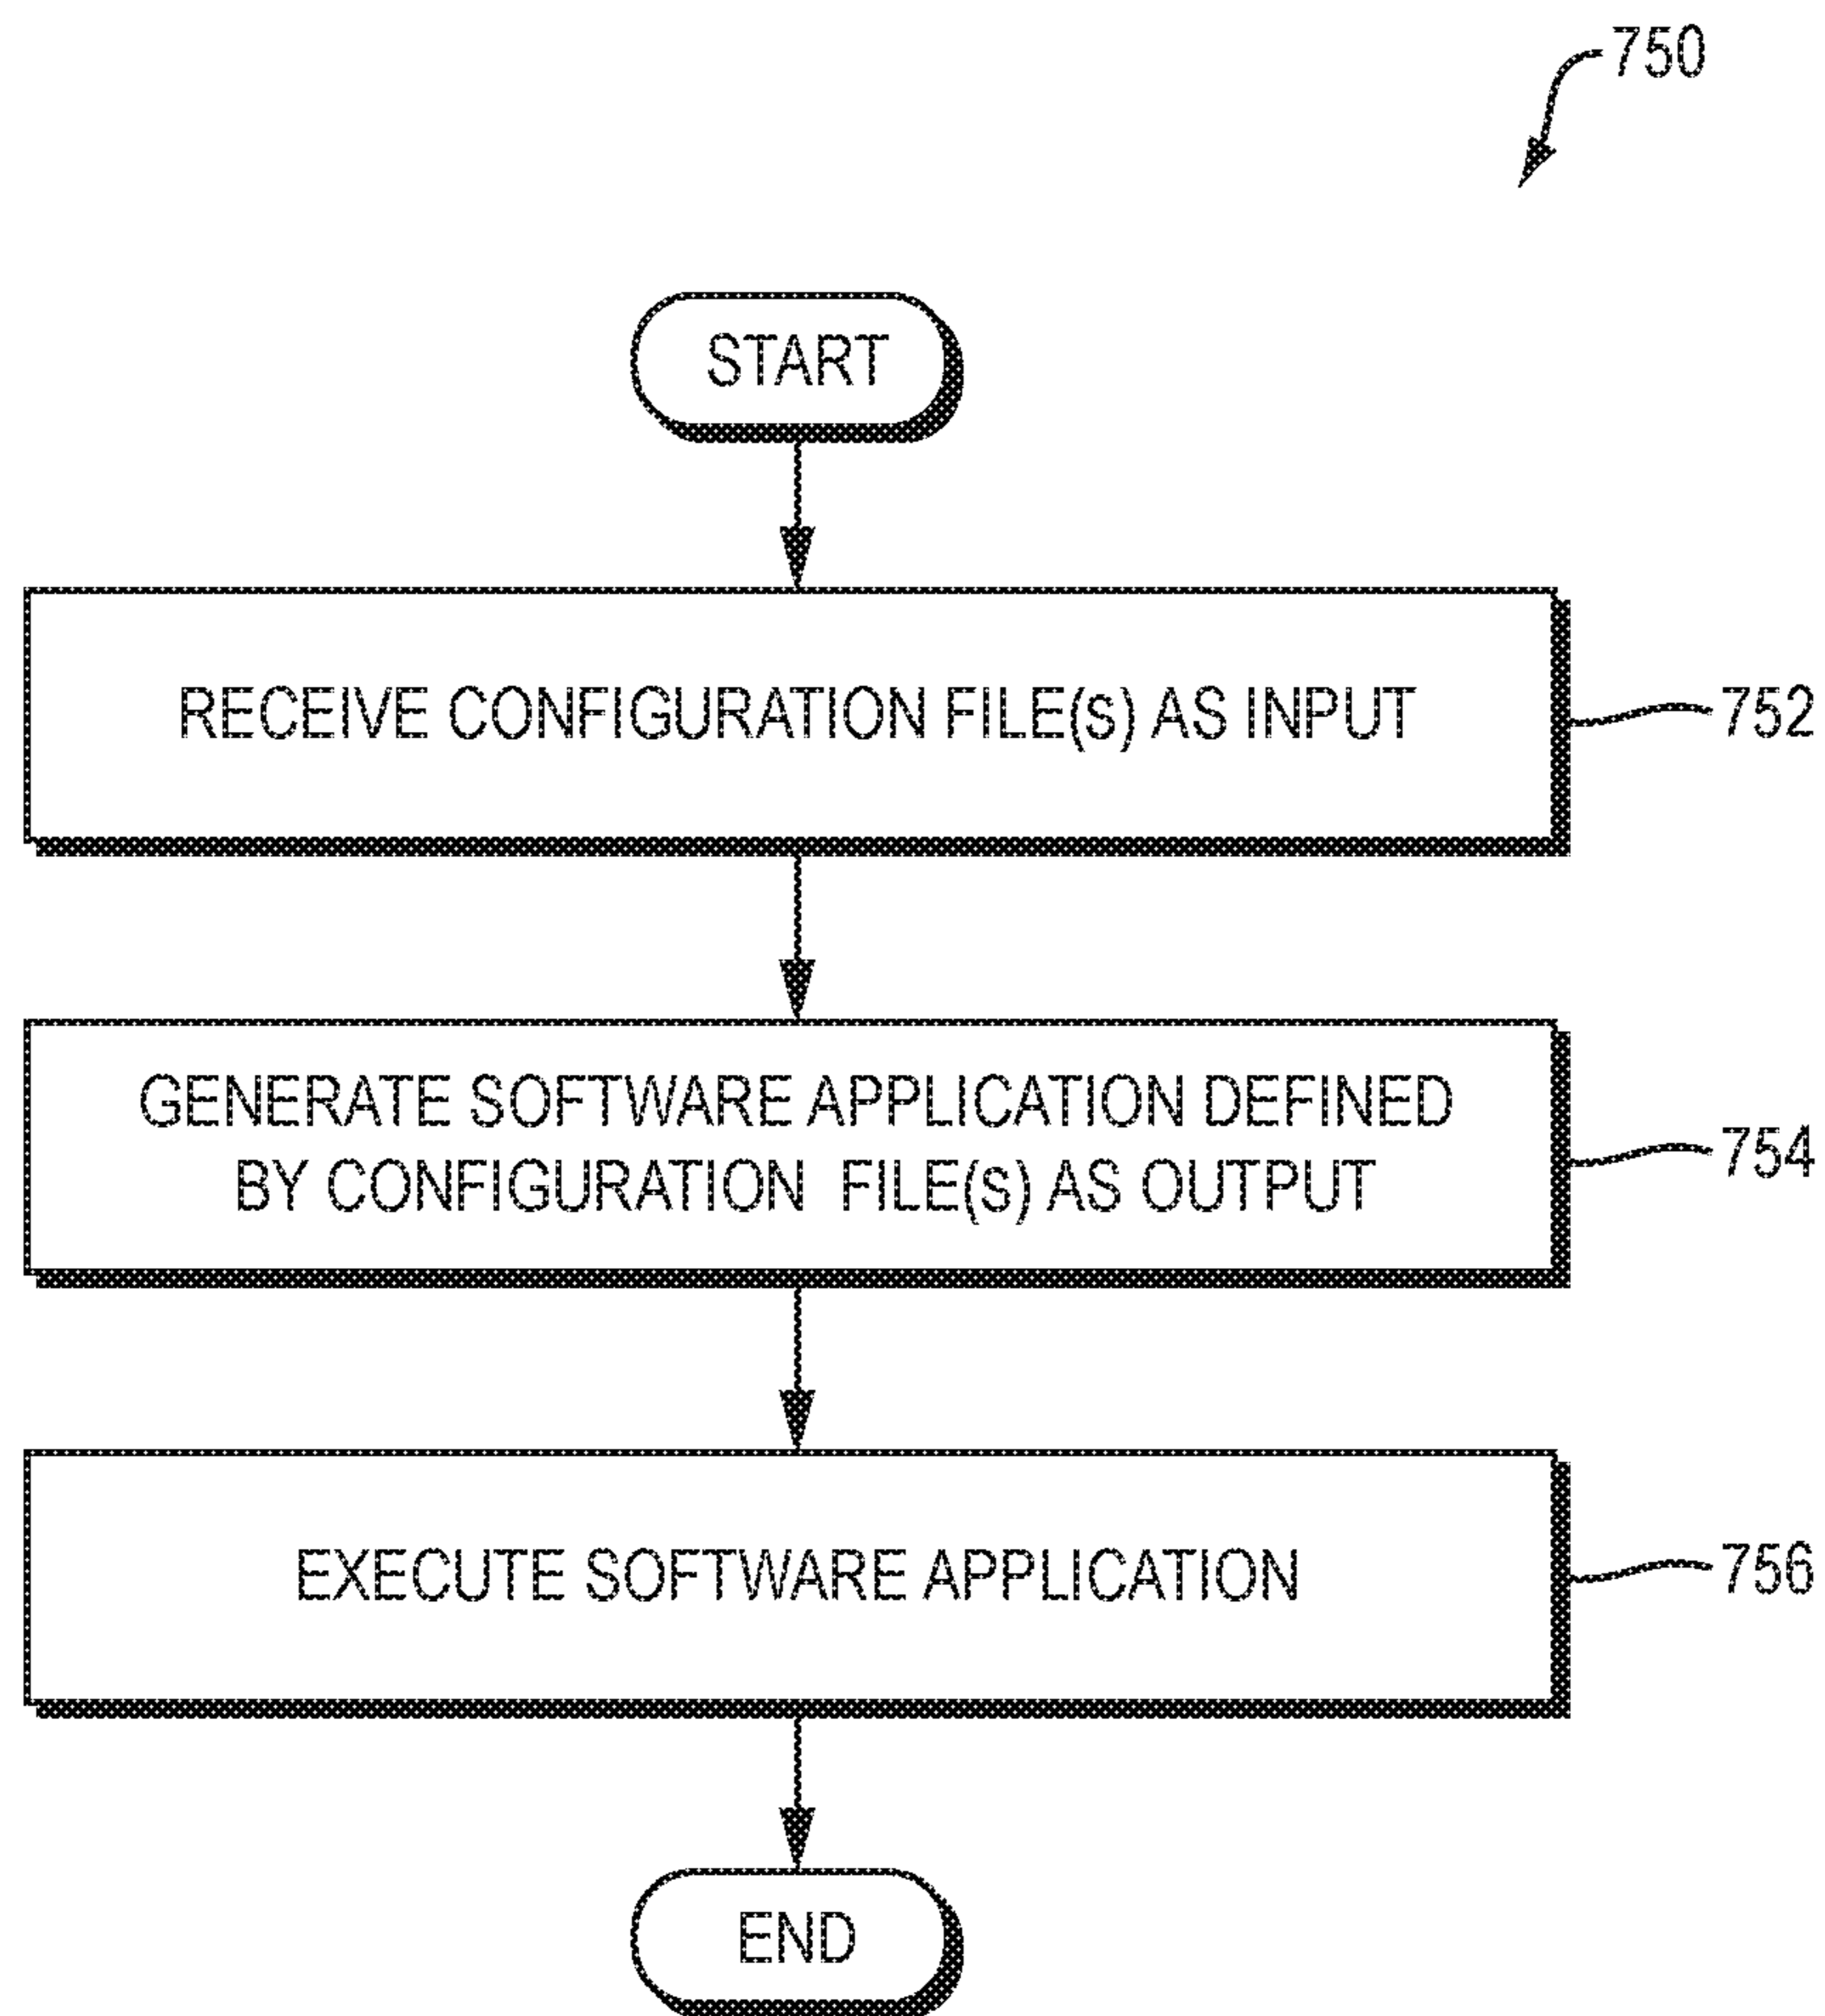 750
START
RECEIVE CONFIGURATION FILE(s) AS INPUT
752
GENERATE SOFTWARE APPLICATION DEFINED
BY CONFIGURATION FILE(s) AS OUTPUT
754
EXECUTE SOFTWARE APPLICATION
756
END